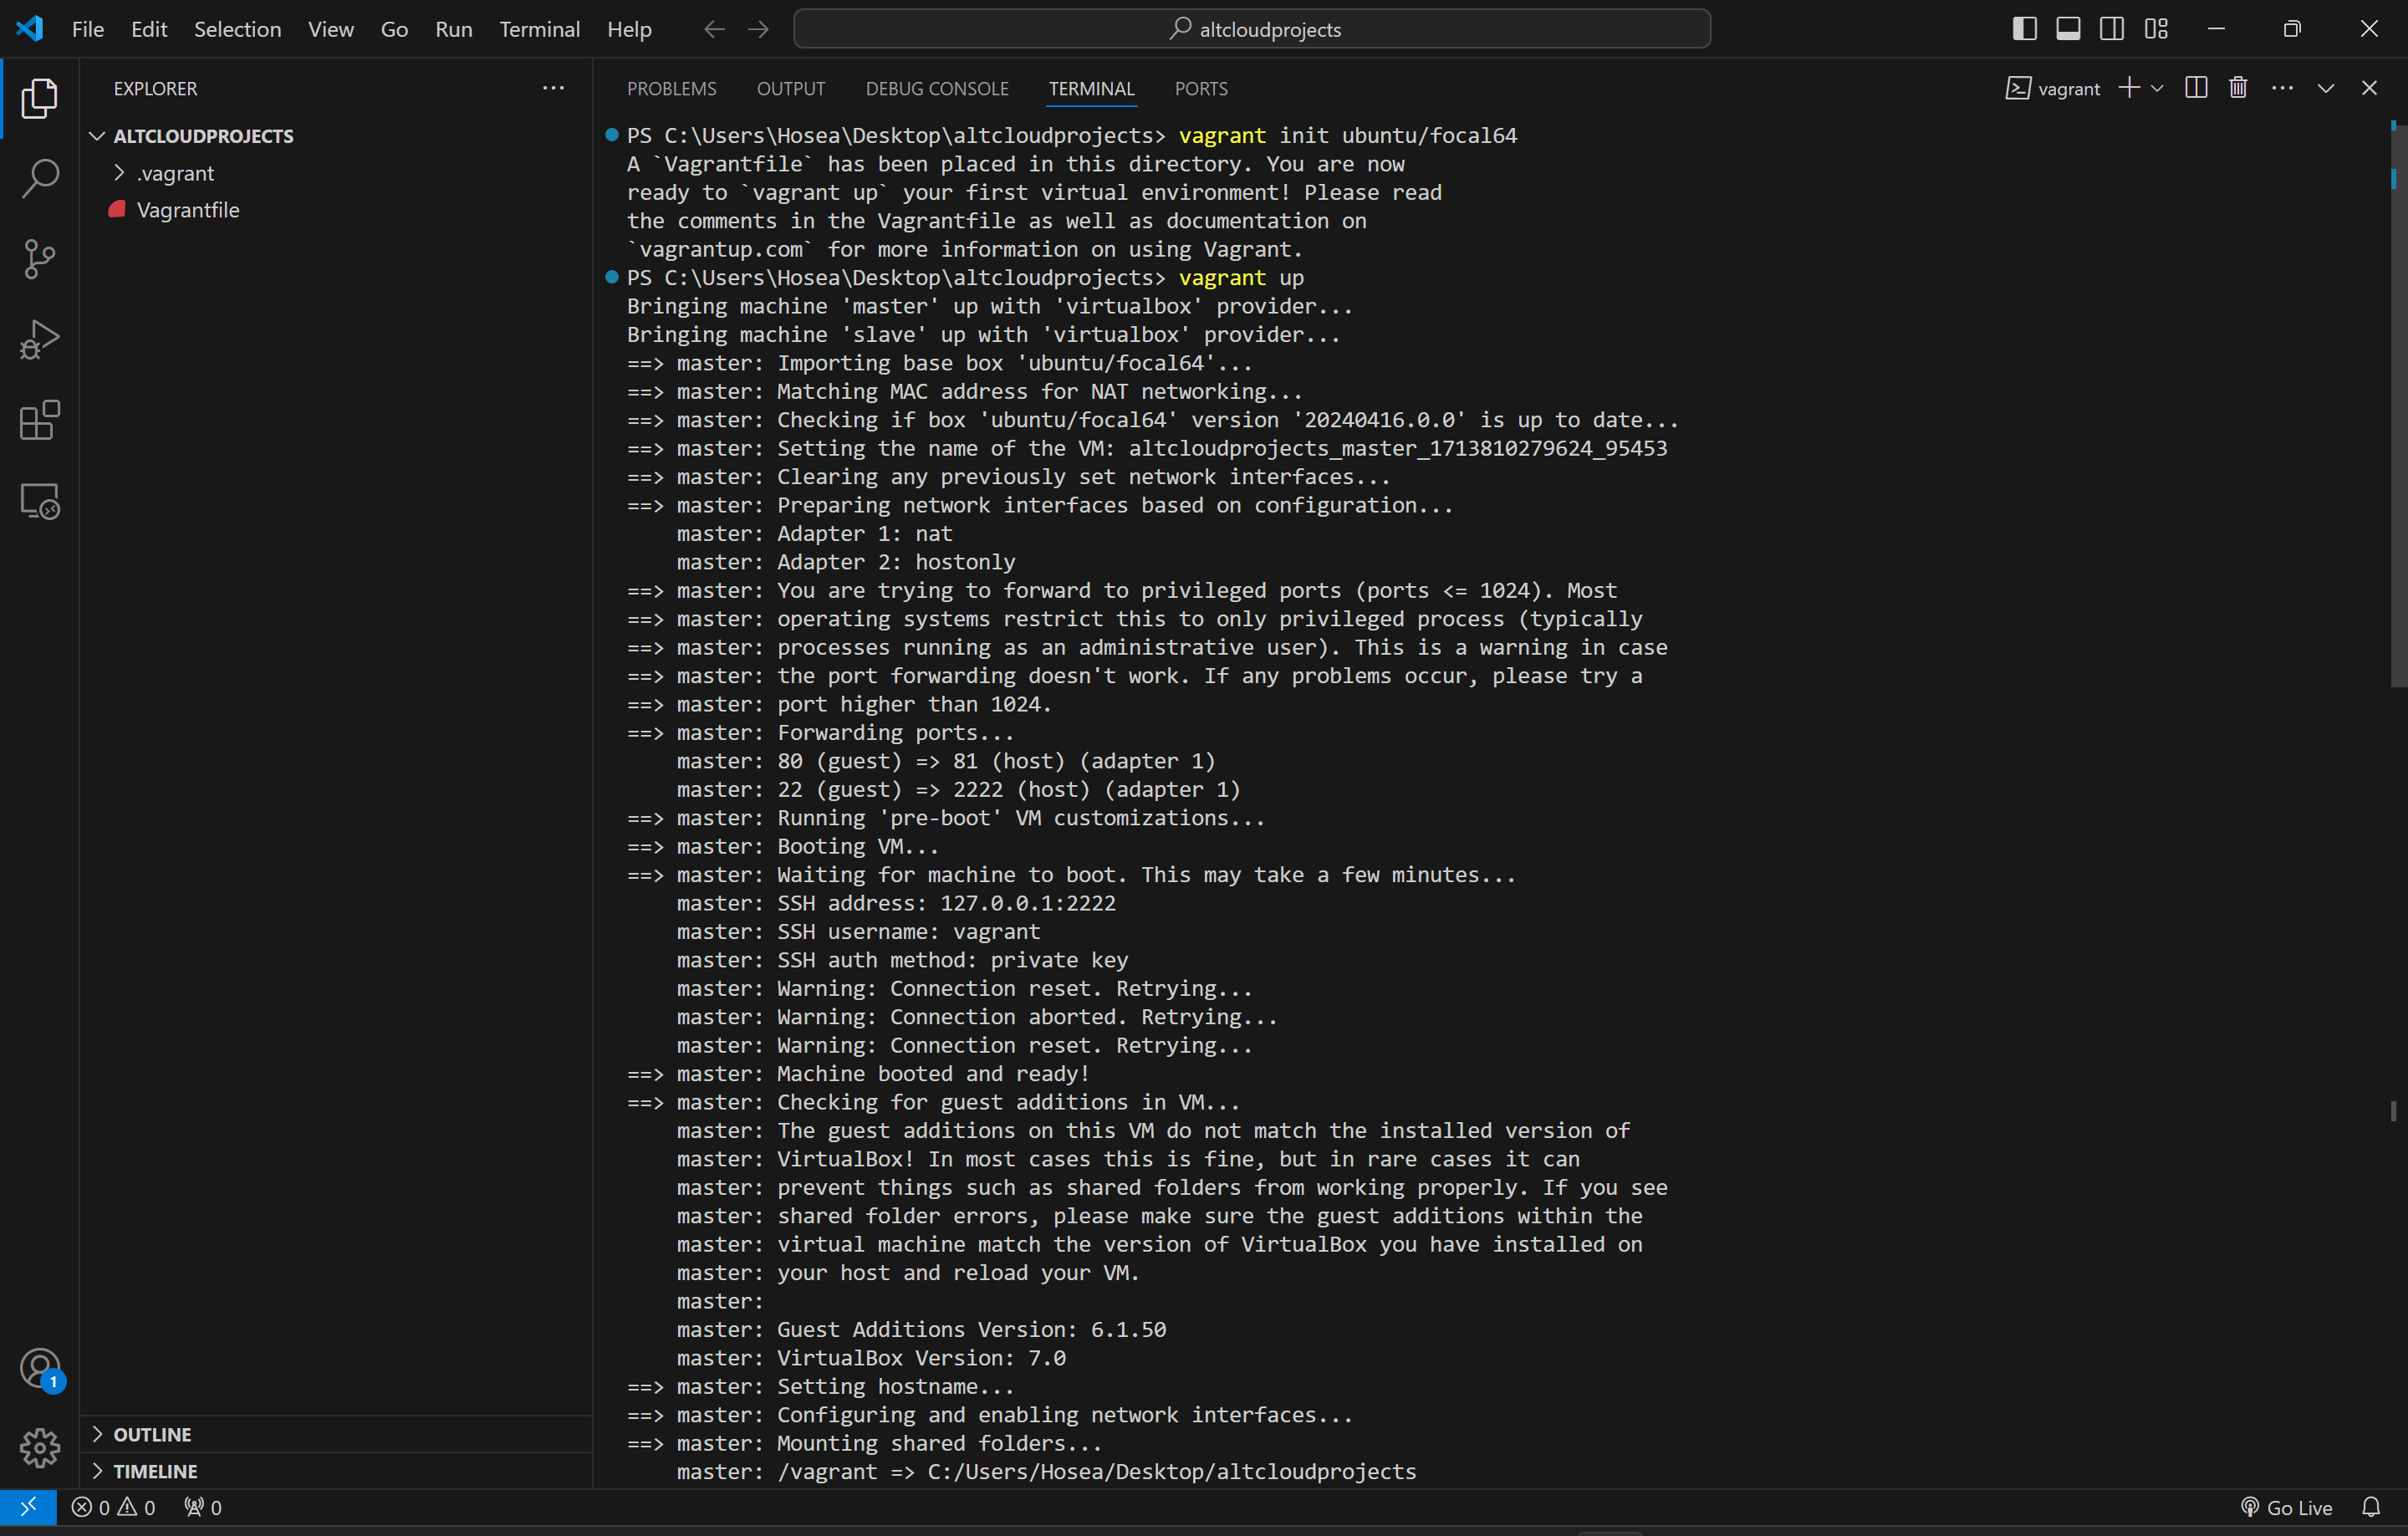 File Edit Selection View Go Run Terminal Help altcloudprojects
EXPLORER
ALTCLOUDPROJECTS
.vagrant
Vagrantfile
OUTLINE
TIMELINE
PROBLEMS OUTPUT DEBUG CONSOLE TERMINAL PORTS vagrant
PS C:\Users\Hosea\Desktop\altcloudprojects> vagrant init ubuntu/focal64
A `Vagrantfile` has been placed in this directory. You are now
ready to `vagrant up` your first virtual environment! Please read
the comments in the Vagrantfile as well as documentation on
`vagrantup.com` for more information on using Vagrant.
PS C:\Users\Hosea\Desktop\altcloudprojects> vagrant up
Bringing machine 'master' up with 'virtualbox' provider...
Bringing machine 'slave' up with 'virtualbox' provider...
==> master: Importing base box 'ubuntu/focal64'...
==> master: Matching MAC address for NAT networking...
==> master: Checking if box 'ubuntu/focal64' version '20240416.0.0' is up to date...
==> master: Setting the name of the VM: altcloudprojects_master_1713810279624_95453
==> master: Clearing any previously set network interfaces...
==> master: Preparing network interfaces based on configuration...
master: Adapter 1: nat
master: Adapter 2: hostonly
==> master: You are trying to forward to privileged ports (ports <= 1024). Most
==> master: operating systems restrict this to only privileged process (typically
==> master: processes running as an administrative user). This is a warning in case
==> master: the port forwarding doesn't work. If any problems occur, please try a
==> master: port higher than 1024.
==> master: Forwarding ports...
master: 80 (guest) => 81 (host) (adapter 1)
master: 22 (guest) => 2222 (host) (adapter 1)
==> master: Running 'pre-boot' VM customizations...
==> master: Booting VM...
==> master: Waiting for machine to boot. This may take a few minutes...
master: SSH address: 127.0.0.1:2222
master: SSH username: vagrant
master: SSH auth method: private key
master: Warning: Connection reset. Retrying...
master: Warning: Connection aborted. Retrying...
master: Warning: Connection reset. Retrying...
==> master: Machine booted and ready!
==> master: Checking for guest additions in VM...
master: The guest additions on this VM do not match the installed version of
master: VirtualBox! In most cases this is fine, but in rare cases it can
master: prevent things such as shared folders from working properly. If you see
master: shared folder errors, please make sure the guest additions within the
master: virtual machine match the version of VirtualBox you have installed on
master: your host and reload your VM.
master:
master: Guest Additions Version: 6.1.50
master: VirtualBox Version: 7.0
==> master: Setting hostname...
==> master: Configuring and enabling network interfaces...
==> master: Mounting shared folders...
master: /vagrant => C:/Users/Hosea/Desktop/altcloudprojects
1
0 0 0 Go Live